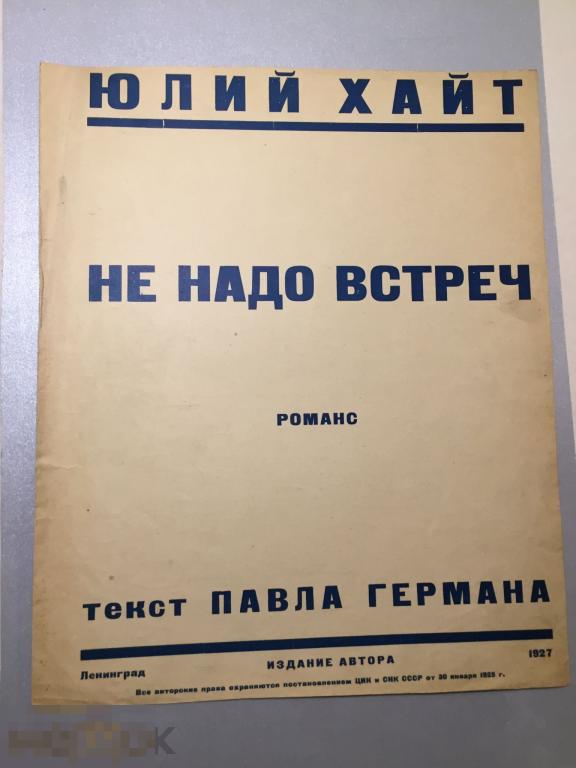 ЮЛИЙ ХАЙТ
НЕ НАДО ВСТРЕЧ
РОМАНС
текст ПАВЛА ГЕРМАНА
Ленинград ИЗДАНИЕ АВТОРА 1927
Все авторские права охраняются постановлением ЦИК и СНК СССР от 30 января 1925 г.